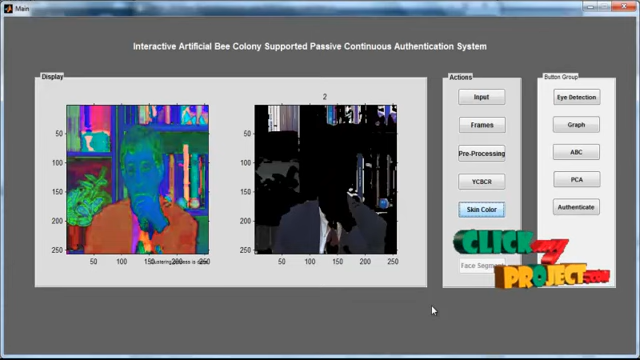 Main
Interactive Artificial Bee Colony Supported Passive Continuous Authentication System
Display
Actions
Button Group
2
Input
Eye Detection
Frames
Graph
Pre-Processing
ABC
YCBCR
PCA
Skin Color
Authenticate
Face Segment
50
100
150
200
250
50
100
150
200
250
50
100
150
200
250
50
100
150
200
250
CLICK
my
PROJECT.com